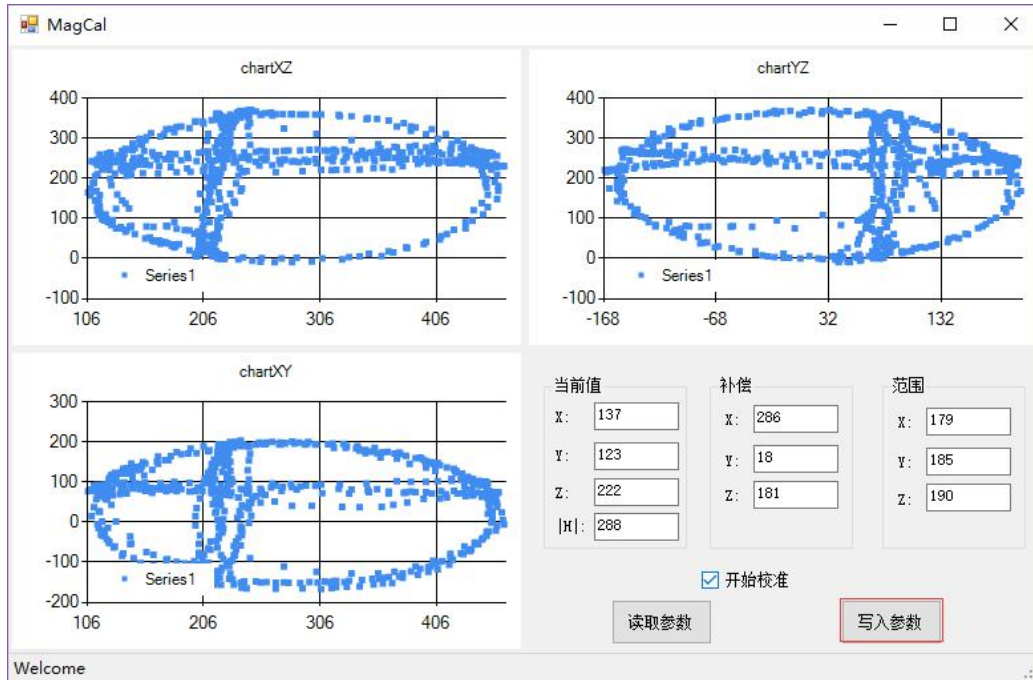 MagCal
chartXZ
400
300
200
100
0
-100
Series1
106 206 306 406
chartYZ
400
300
200
100
0
-100
Series1
-168 -68 32 132
chartXY
300
200
100
0
-100
-200
Series1
106 206 306 406
当前值
X: 137
Y: 123
Z: 222
|H|: 288
补偿
X: 286
Y: 18
Z: 181
范围
X: 179
Y: 185
Z: 190
开始校准
读取参数 写入参数
Welcome